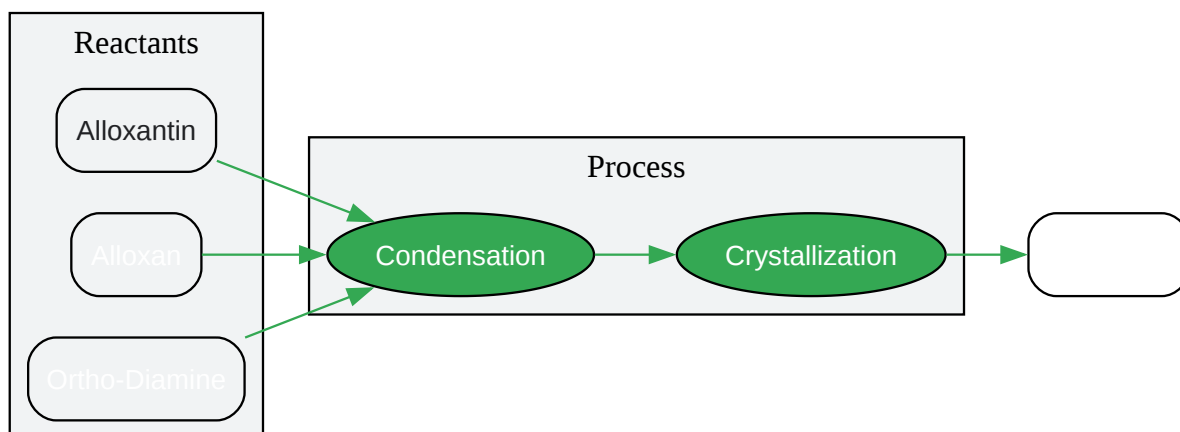 Reactants
Alloxantin
Alloxan
Ortho-Diamine
Process
Condensation
Crystallization